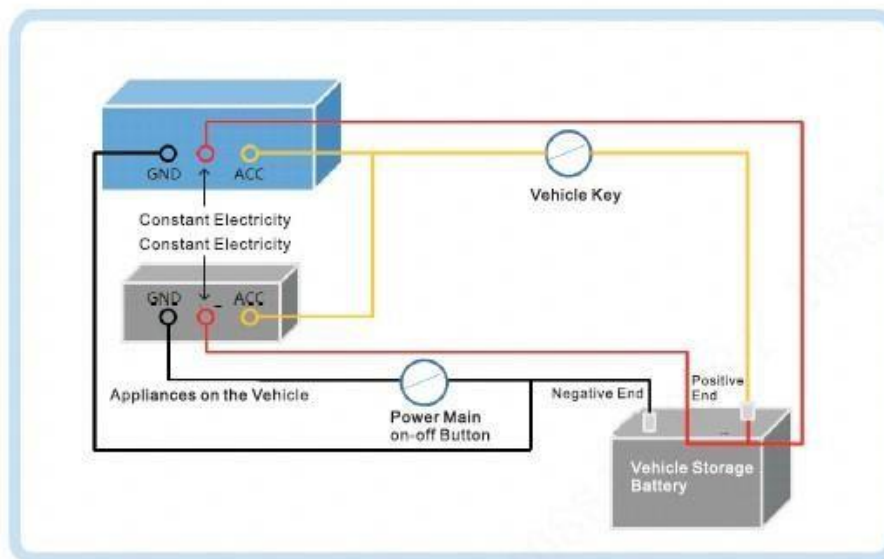 GND
ACC
Vehicle Key
Constant Electricity
Constant Electricity
GND
ACC
Appliances on the Vehicle
Power Main
on-off Button
Negative End
Positive
End
Vehicle Storage
Battery